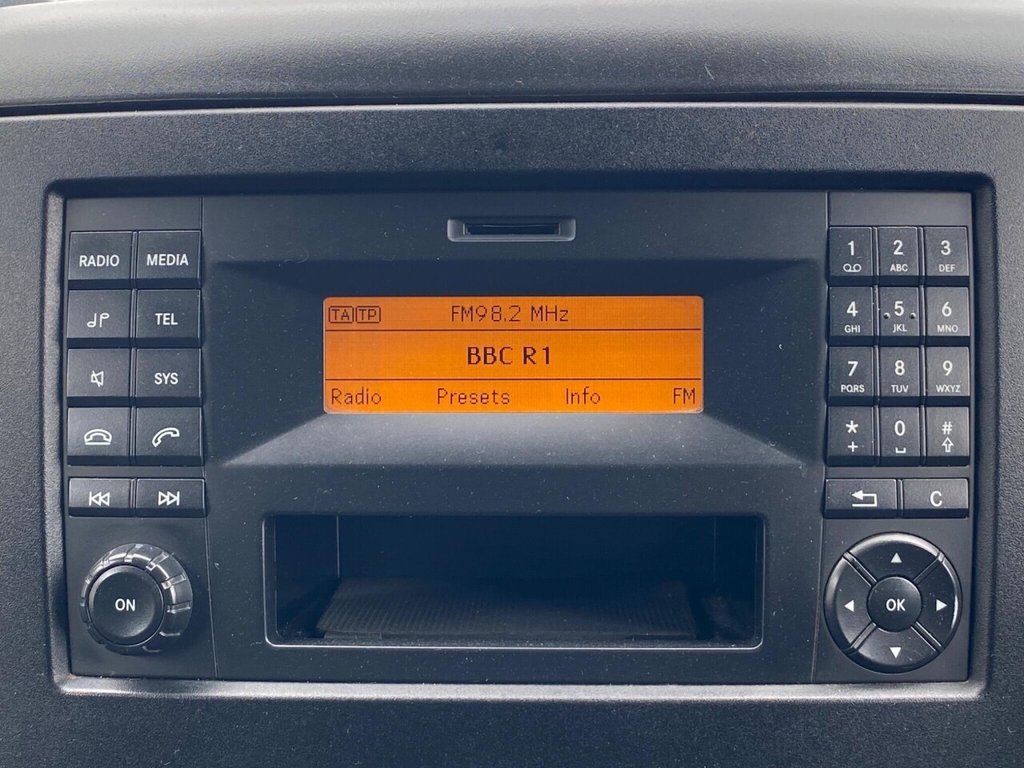 RADIO MEDIA
TEL
SYS
ON
TA TP FM98.2 MHz
BBC R1
Radio Presets Info FM
1 2 3
ABC DEF
4 5 6
GHI JKL MNO
7 8 9
PQRS TUV WXYZ
* 0 #
+
C
OK